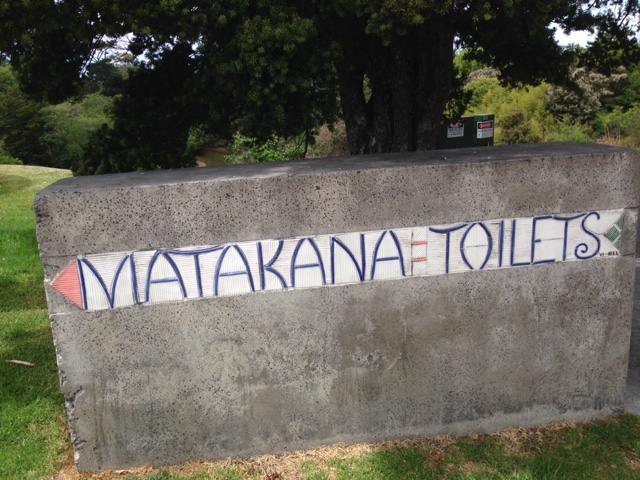 MATAKANA = TOILETS